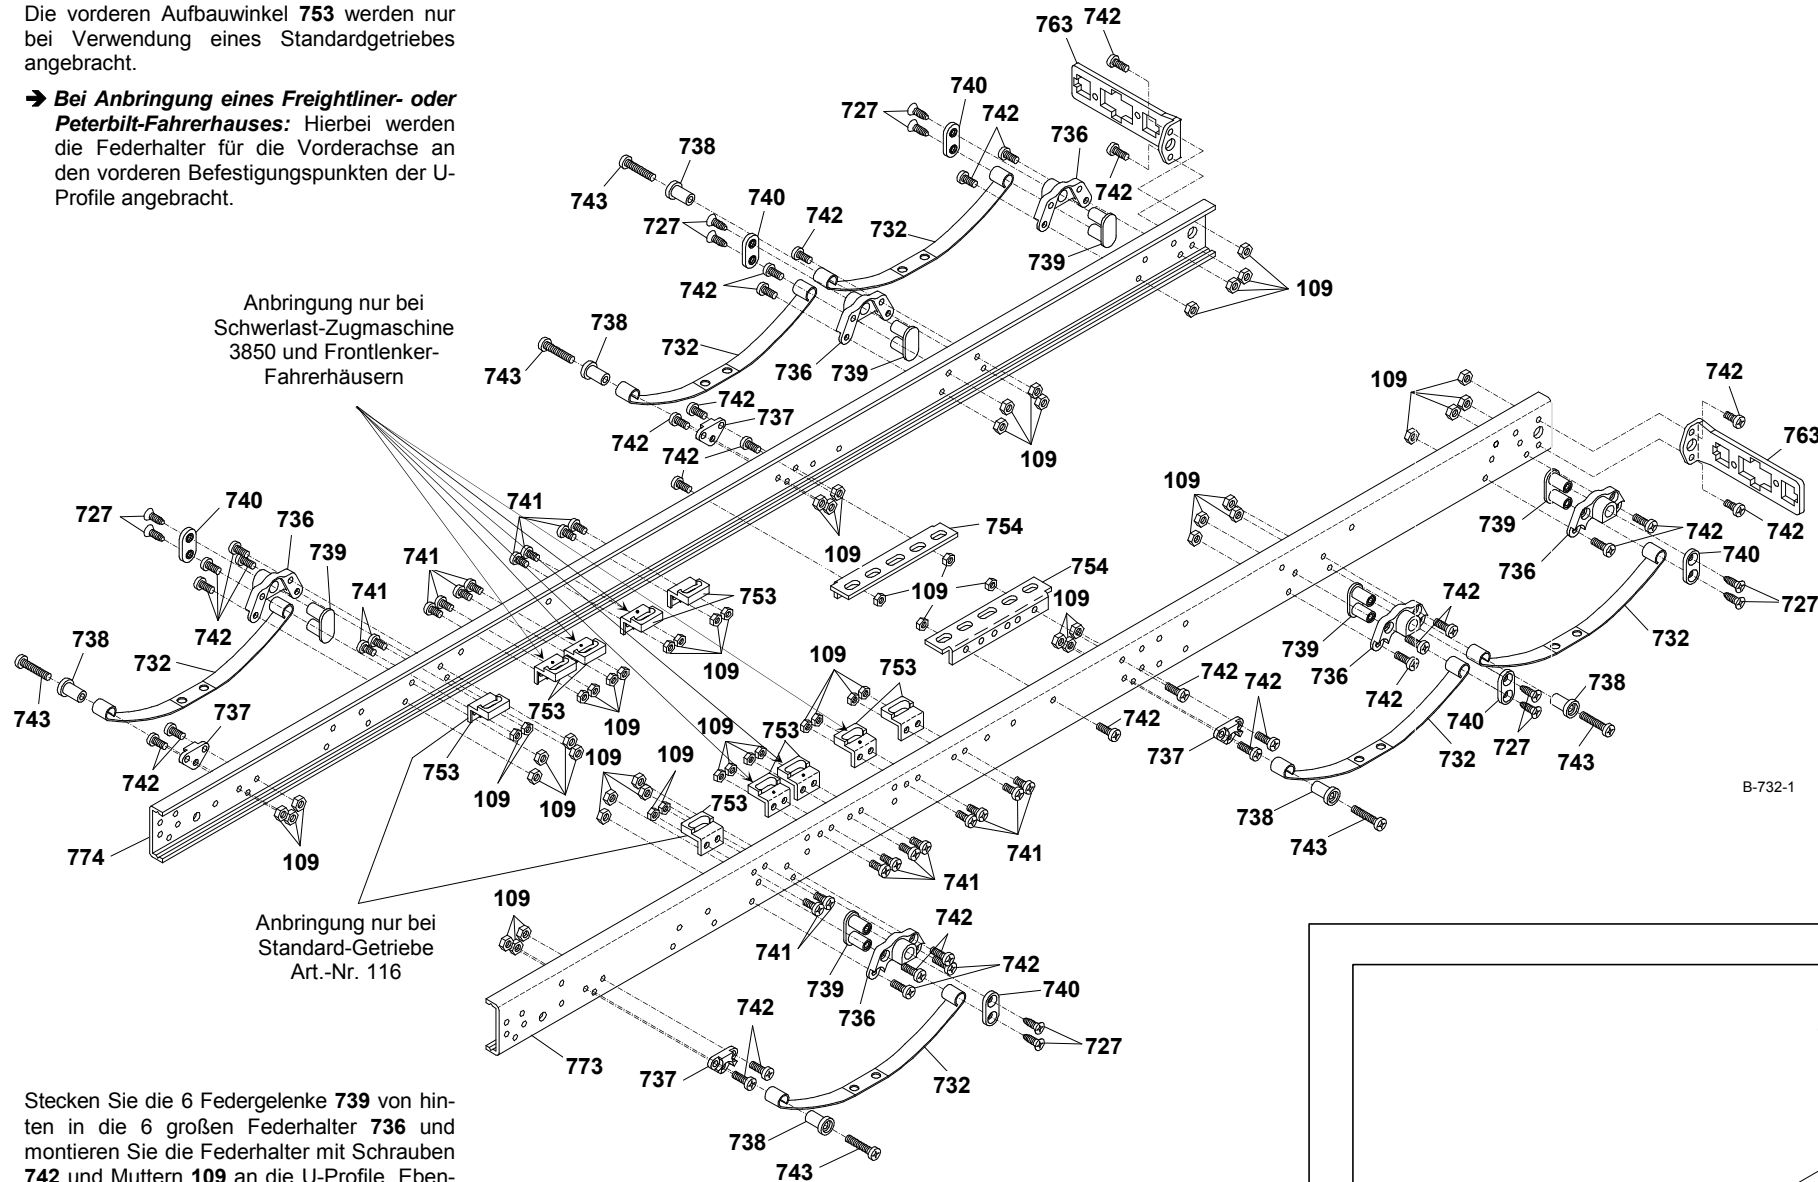 Die vorderen Aufbauwinkel 753 werden nur
bei Verwendung eines Standardgetriebes
angebracht.
➔ Bei Anbringung eines Freightliner- oder
Peterbilt-Fahrerhauses: Hierbei werden
die Federhalter für die Vorderachse an
den vorderen Befestigungspunkten der U-
Profile angebracht.
763 742
740
727 742 736
738
742
743 740
727 742 732
739
742
109
Anbringung nur bei
Schwerlast-Zugmaschine
3850 und Frontlenker-
Fahrerhäusern
738
732
743 736 739
742
737
742 742
109
109 742
763
109
740
727 736
741
739
741 741
109
754
739 742
736
740
754
109
109
753
742
739
727
732
742
738
732
109
109 753
736
742
743 737
753 109
742
742
742 737
738
740 727 732 743
109 753
753 109 109
109
753
738
743
B-732-1
774 109
741
741
109
Anbringung nur bei
Standard-Getriebe
Art.-Nr. 116
741
742
742
739 740
736
742
727
773 737 732
738
743
Stecken Sie die 6 Federgelenke 739 von hin-
ten in die 6 großen Federhalter 736 und
montieren Sie die Federhalter mit Schrauben
742 und Muttern 109 an die U-Profile. Eben-